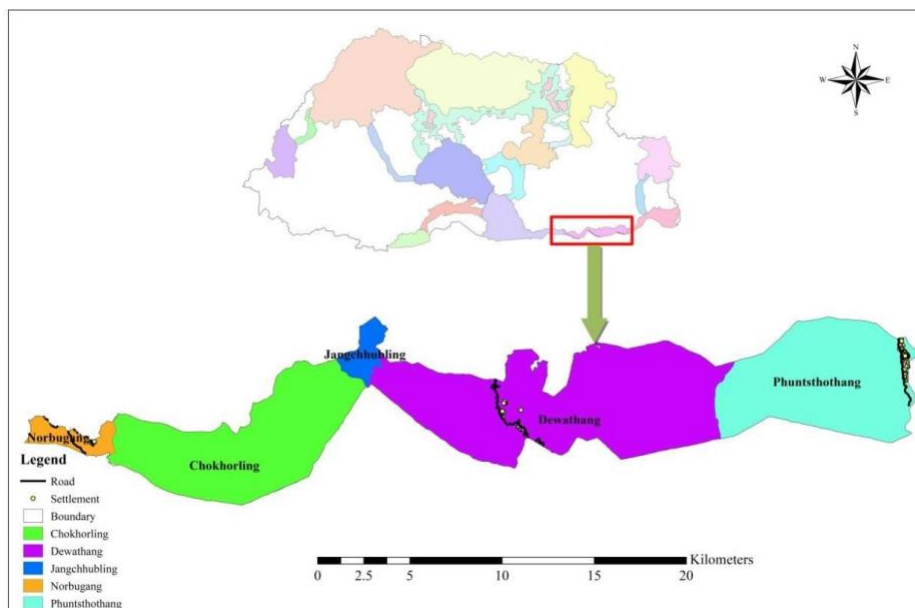 N
W E
S
Jangchhubling
Phuntsthothang
Norbugang
Dewathang
Chokhorling
Legend
Road
Settlement
Boundary
Chokhorling
Dewathang
Jangchhubling
Norbugang
Phuntsthothang
Kilometers
0 2.5 5 10 15 20